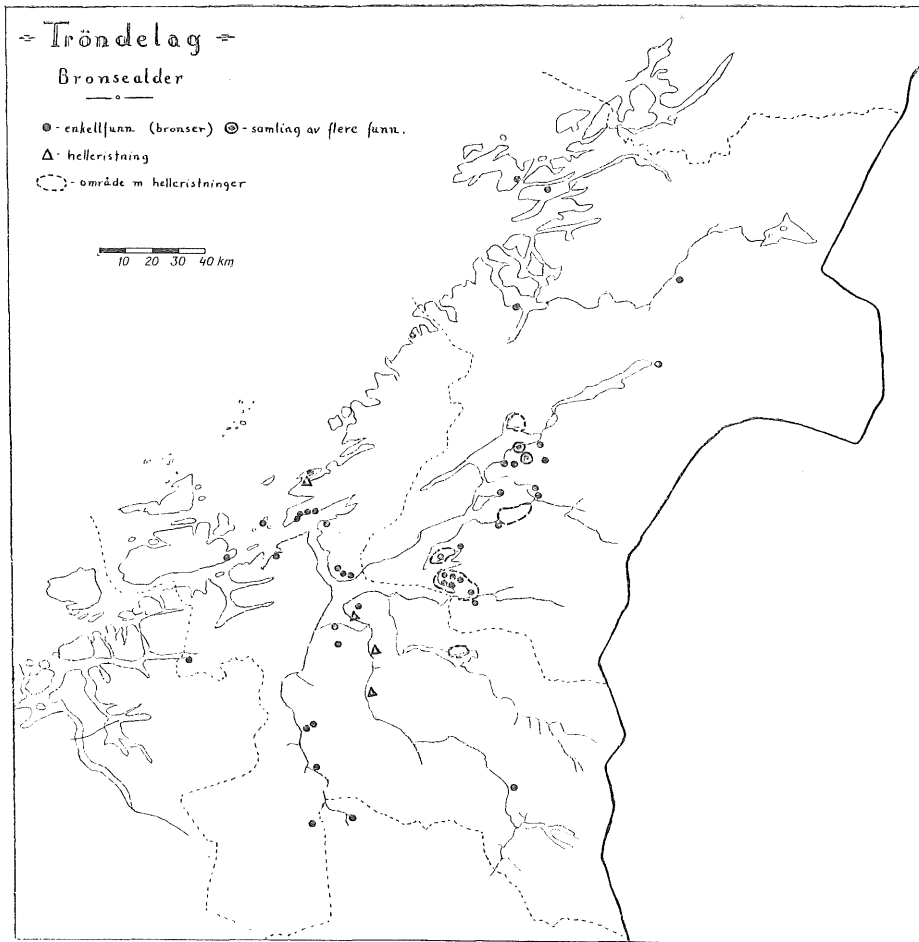 Tröndelag
Bronsealder
- enkeltfunn (bronser) - samling av flere funn.
- helleristning
- område m helleristninger
10 20 30 40 km